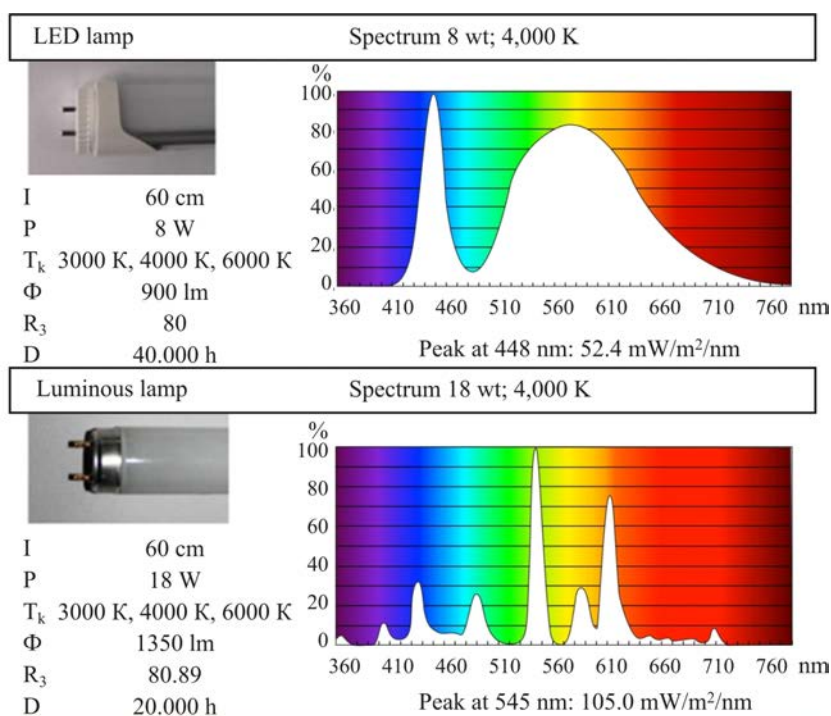 LED lamp Spectrum 8 wt; 4,000 K
%
100
80
60
40
20
0
360 410 460 510 560 610 660 710 760 nm
Peak at 448 nm: 52.4 mW/m²/nm
I 60 cm
P 8 W
Tk 3000 K, 4000 K, 6000 K
Φ 900 lm
R3 80
D 40.000 h
Luminous lamp Spectrum 18 wt; 4,000 K
%
100
80
60
40
20
0
360 410 460 510 560 610 660 710 760 nm
Peak at 545 nm: 105.0 mW/m²/nm
I 60 cm
P 18 W
Tk 3000 K, 4000 K, 6000 K
Φ 1350 lm
R3 80.89
D 20.000 h